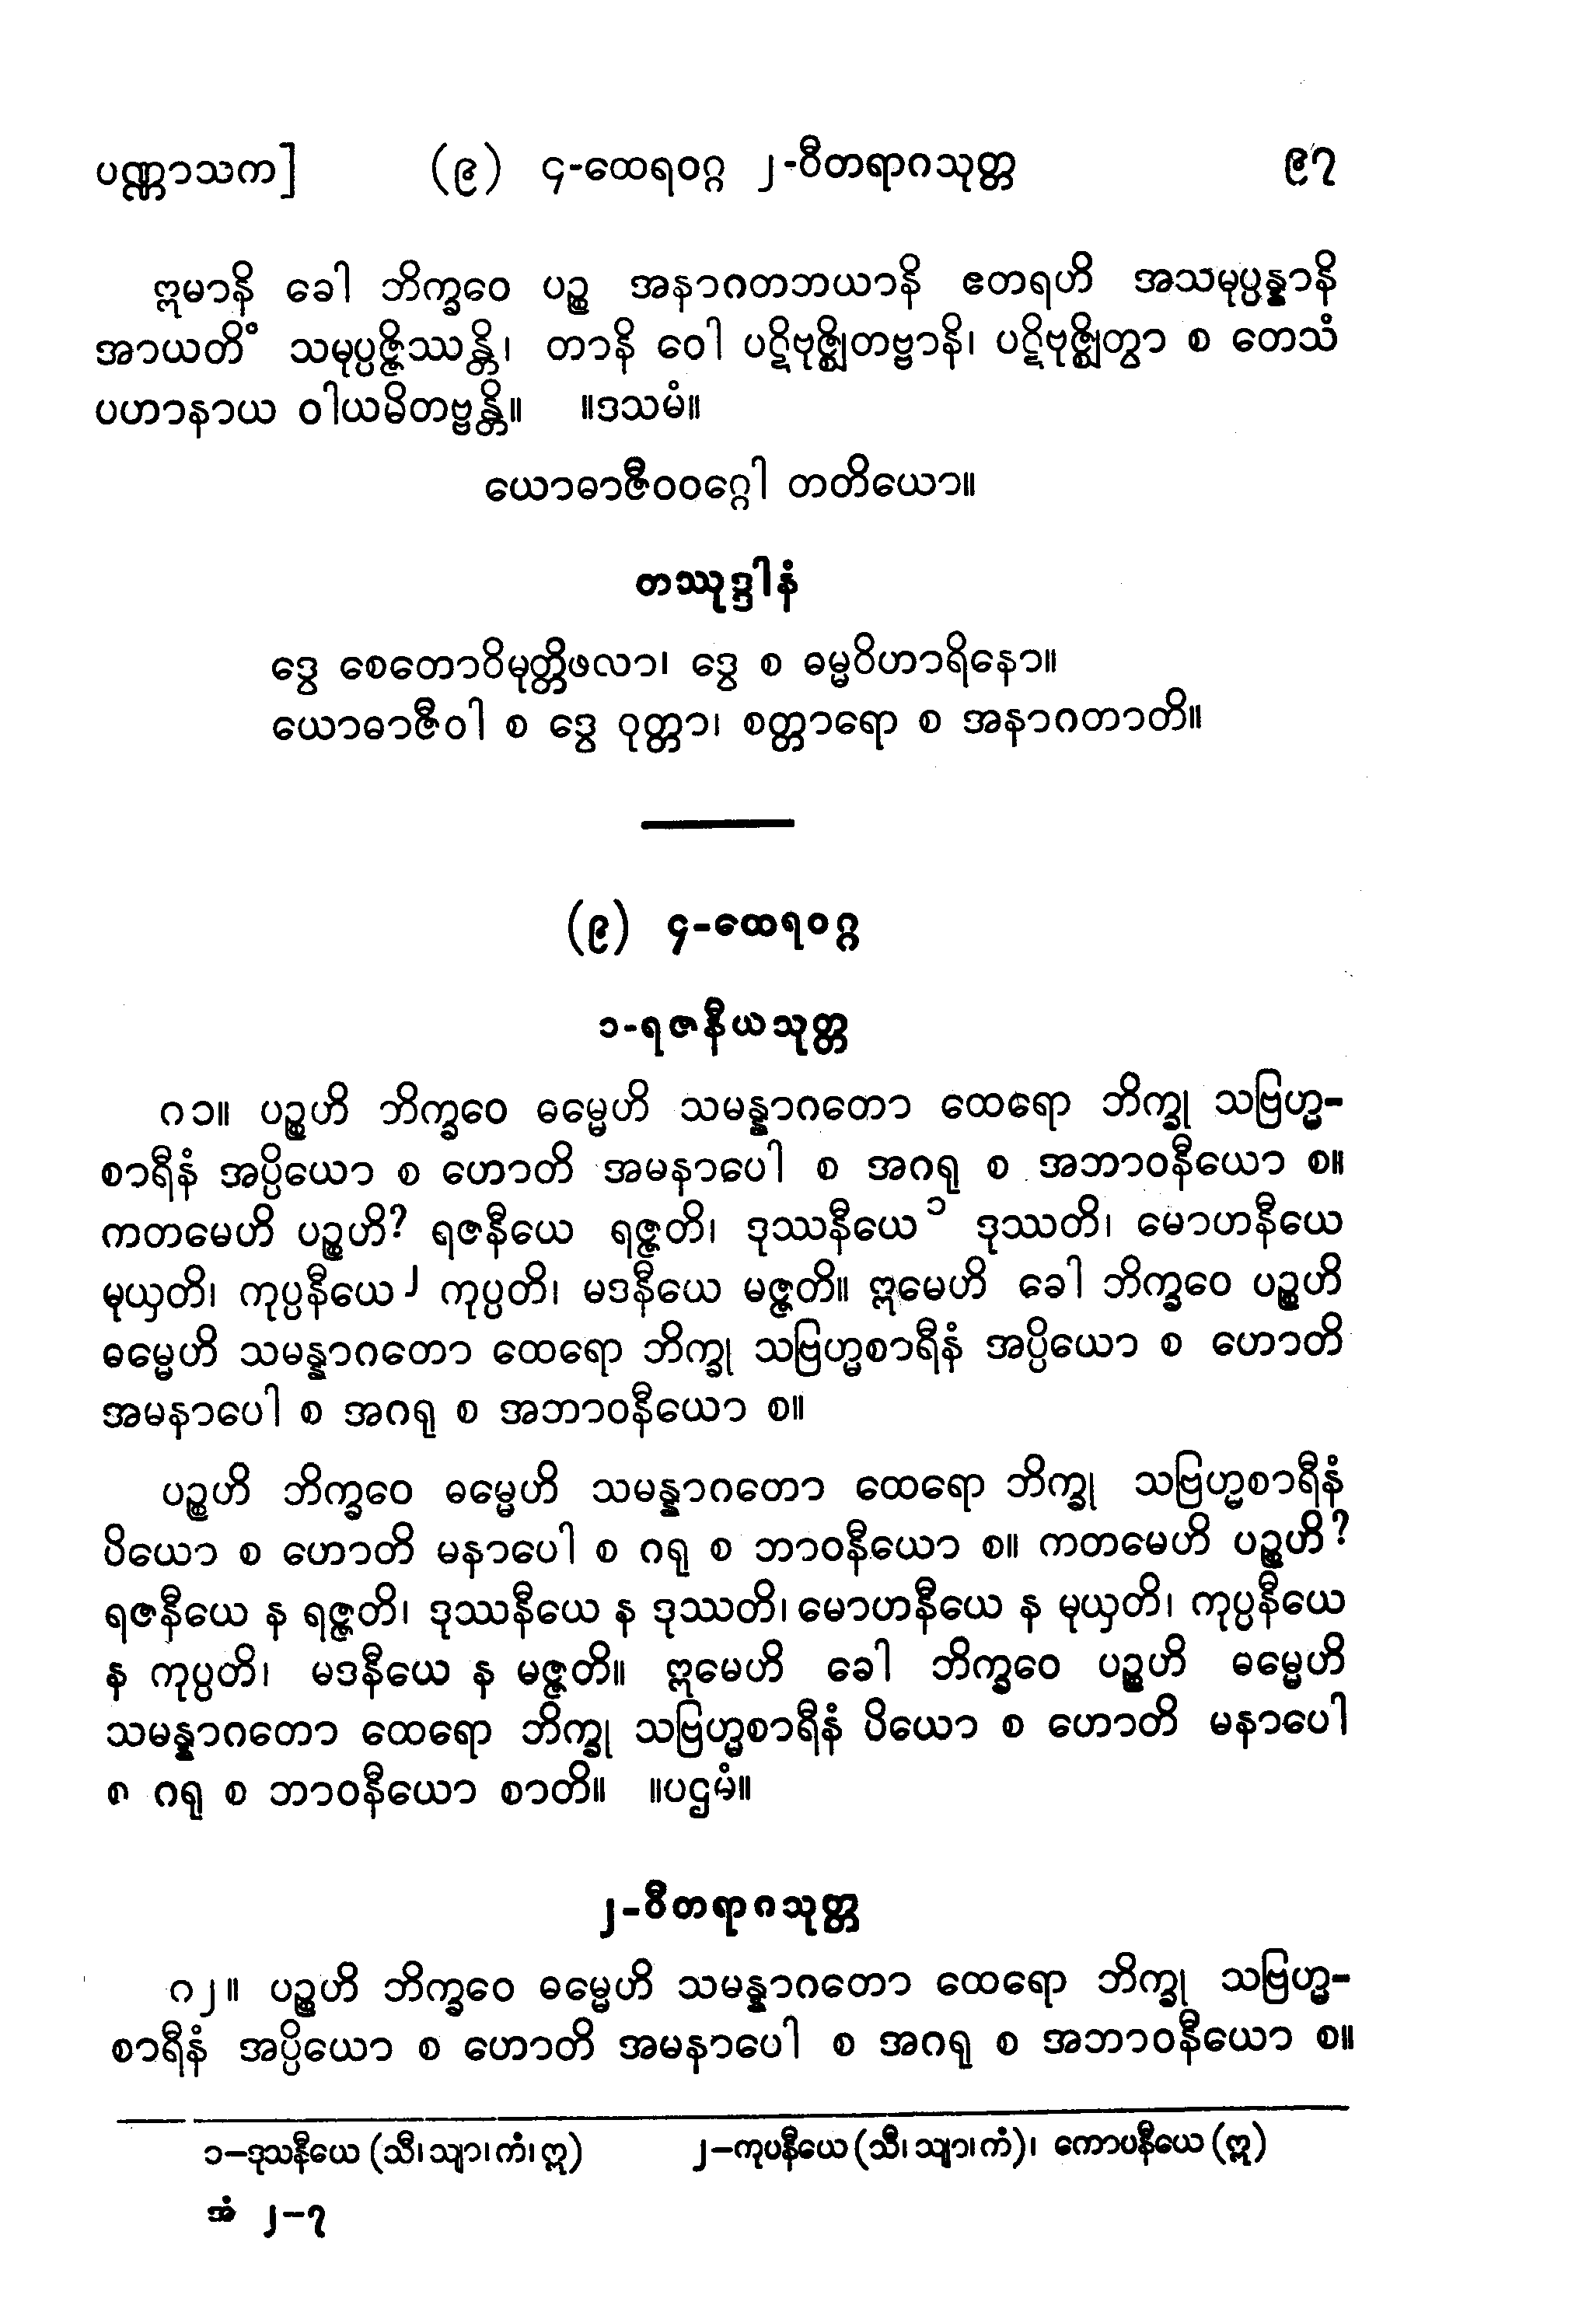 ပဏ္ဏာသက] (၉) ၄-ထေရဝဂ္ဂ ၂-ဝီတရာဂသုတ္တ ၉၇
ဣမာနိ ခေါ ဘိက္ခဝေ ပဉ္စ အနာဂတဘယာနိ ဧတရဟိ အသမုပ္ပန္နာနိ
အာယတိံ သမုပ္ပဇ္ဇိဿန္တိ၊ တာနိ ဝေါ ပဋိဗုဇ္ဈိတဗ္ဗာနိ၊ ပဋိဗုဇ္ဈိတွာ စ တေသံ
ပဟာနာယ ဝါယမိတဗ္ဗန္တိ။ ။ဒသမံ။
ယောဓာဇီဝဝဂ္ဂေါ တတိယော။
တဿုဒ္ဒါနံ
ဒွေ စေတောဝိမုတ္တိဖလာ၊ ဒွေ စ ဓမ္မဝိဟာရိနော။
ယောဓာဇီဝါ စ ဒွေ ဝုတ္တာ၊ စတ္တာရော စ အနာဂတာတိ။
(၉) ၄-ထေရဝဂ္ဂ
၁-ရဇနီယသုတ္တ
ဂ၁။ ပဉ္စဟိ ဘိက္ခဝေ ဓမ္မေဟိ သမန္နာဂတော ထေရော ဘိက္ခု သဗြဟ္မ-
စာရီနံ အပ္ပိယော စ ဟောတိ အမနာပေါ စ အဂရု စ အဘာဝနီယော စ။
ကတမေဟိ ပဉ္စဟိ? ရဇနီယေ ရဇ္ဇတိ၊ ဒုဿနီယေ၁ ဒုဿတိ၊ မောဟနီယေ
မုယှတိ၊ ကုပ္ပနီယေ၂ ကုပ္ပတိ၊ မဒနီယေ မဇ္ဇတိ။ ဣမေဟိ ခေါ ဘိက္ခဝေ ပဉ္စဟိ
ဓမ္မေဟိ သမန္နာဂတော ထေရော ဘိက္ခု သဗြဟ္မစာရီနံ အပ္ပိယော စ ဟောတိ
အမနာပေါ စ အဂရု စ အဘာဝနီယော စ။
ပဉ္စဟိ ဘိက္ခဝေ ဓမ္မေဟိ သမန္နာဂတော ထေရော ဘိက္ခု သဗြဟ္မစာရီနံ
ပိယော စ ဟောတိ မနာပေါ စ ဂရု စ ဘာဝနီယော စ။ ကတမေဟိ ပဉ္စဟိ?
ရဇနီယေ န ရဇ္ဇတိ၊ ဒုဿနီယေ န ဒုဿတိ၊ မောဟနီယေ န မုယှတိ၊ ကုပ္ပနီယေ
န ကုပ္ပတိ၊ မဒနီယေ န မဇ္ဇတိ။ ဣမေဟိ ခေါ ဘိက္ခဝေ ပဉ္စဟိ ဓမ္မေဟိ
သမန္နာဂတော ထေရော ဘိက္ခု သဗြဟ္မစာရီနံ ပိယော စ ဟောတိ မနာပေါ
စ ဂရု စ ဘာဝနီယော စာတိ။ ။ပဌမံ။
၂-ဝီတရာဂသုတ္တ
ဂ၂။ ပဉ္စဟိ ဘိက္ခဝေ ဓမ္မေဟိ သမန္နာဂတော ထေရော ဘိက္ခု သဗြဟ္မ-
စာရီနံ အပ္ပိယော စ ဟောတိ အမနာပေါ စ အဂရု စ အဘာဝနီယော စ။
၁–ဒုသနီယေ (သီ၊ သျာ၊ ကံ၊ ဣ) ၂–ကုပနီယေ (သီ၊ သျာ၊ ကံ)၊ ကောပနီယေ (ဣ)
အံ ၂–၇